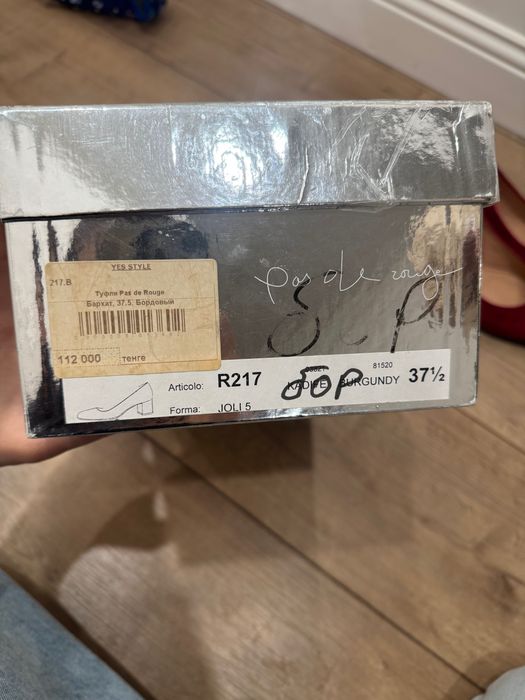 YES STYLE
217.B
Туфли Pas de Rouge
Бархат, 37.5, Бордовый
112 000 тенге
pas de rouge
бор
81520
Articolo: R217 BURGUNDY 37½
бор
Forma: JOLI 5